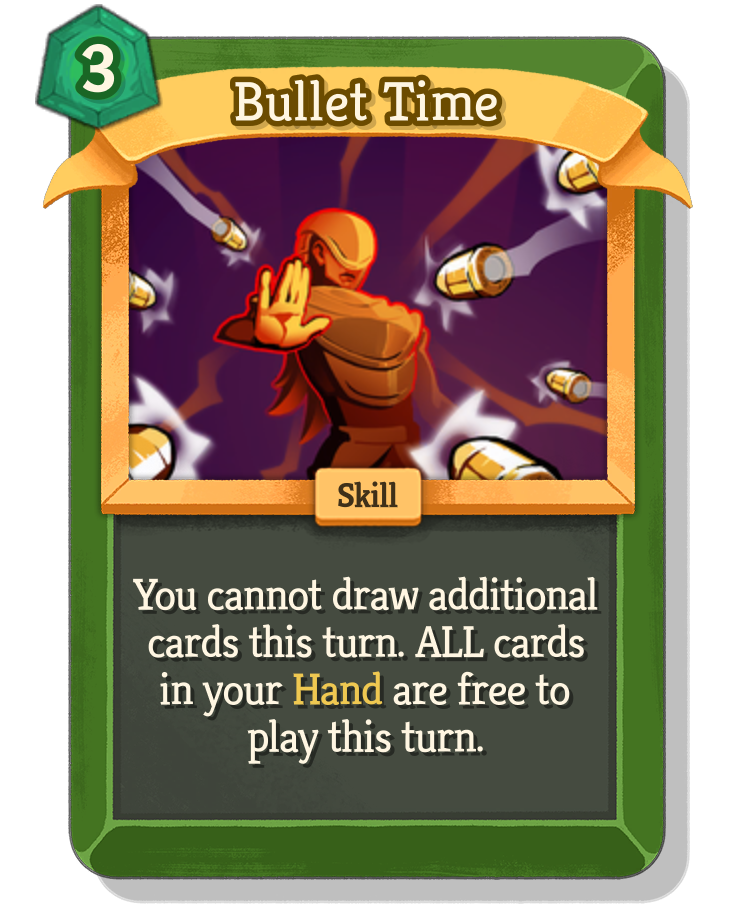 3
Bullet Time
Skill
You cannot draw additional
cards this turn. ALL cards
in your Hand are free to
play this turn.